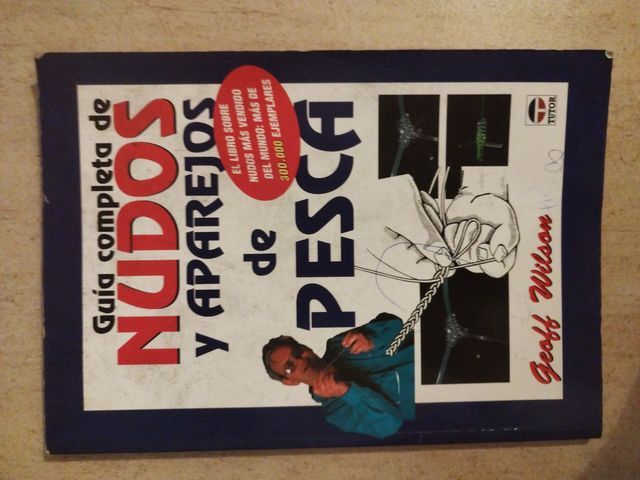 Guía completa de
NUDOS
y APAREJOS
de
PESCA
EL LIBRO SOBRE
NUDOS MÁS VENDIDO
DEL MUNDO: MÁS DE
300.000 EJEMPLARES
Geoff Wilson
TUTOR